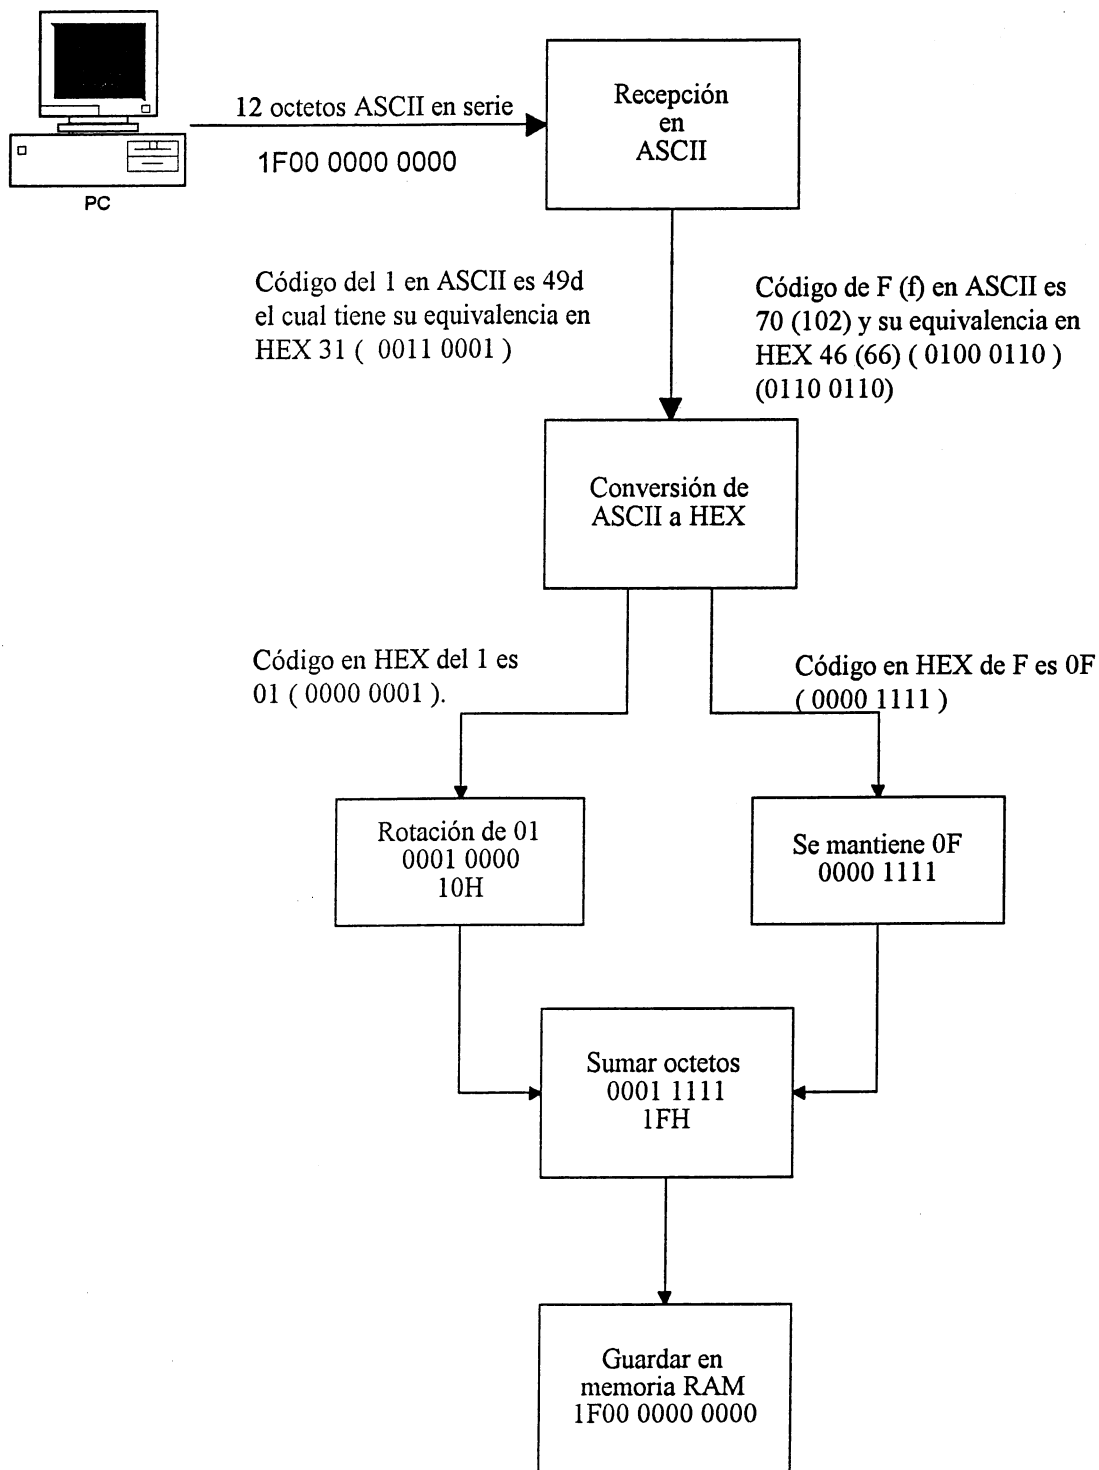 12 octetos ASCII en serie
1F00 0000 0000
PC
Recepción
en
ASCII
Código del 1 en ASCII es 49d
el cual tiene su equivalencia en
HEX 31 ( 0011 0001 )
Código de F (f) en ASCII es
70 (102) y su equivalencia en
HEX 46 (66) ( 0100 0110 )
(0110 0110)
Conversión de
ASCII a HEX
Código en HEX del 1 es
01 ( 0000 0001 ).
Código en HEX de F es 0F
( 0000 1111 )
Rotación de 01
0001 0000
10H
Se mantiene 0F
0000 1111
Sumar octetos
0001 1111
1FH
Guardar en
memoria RAM
1F00 0000 0000